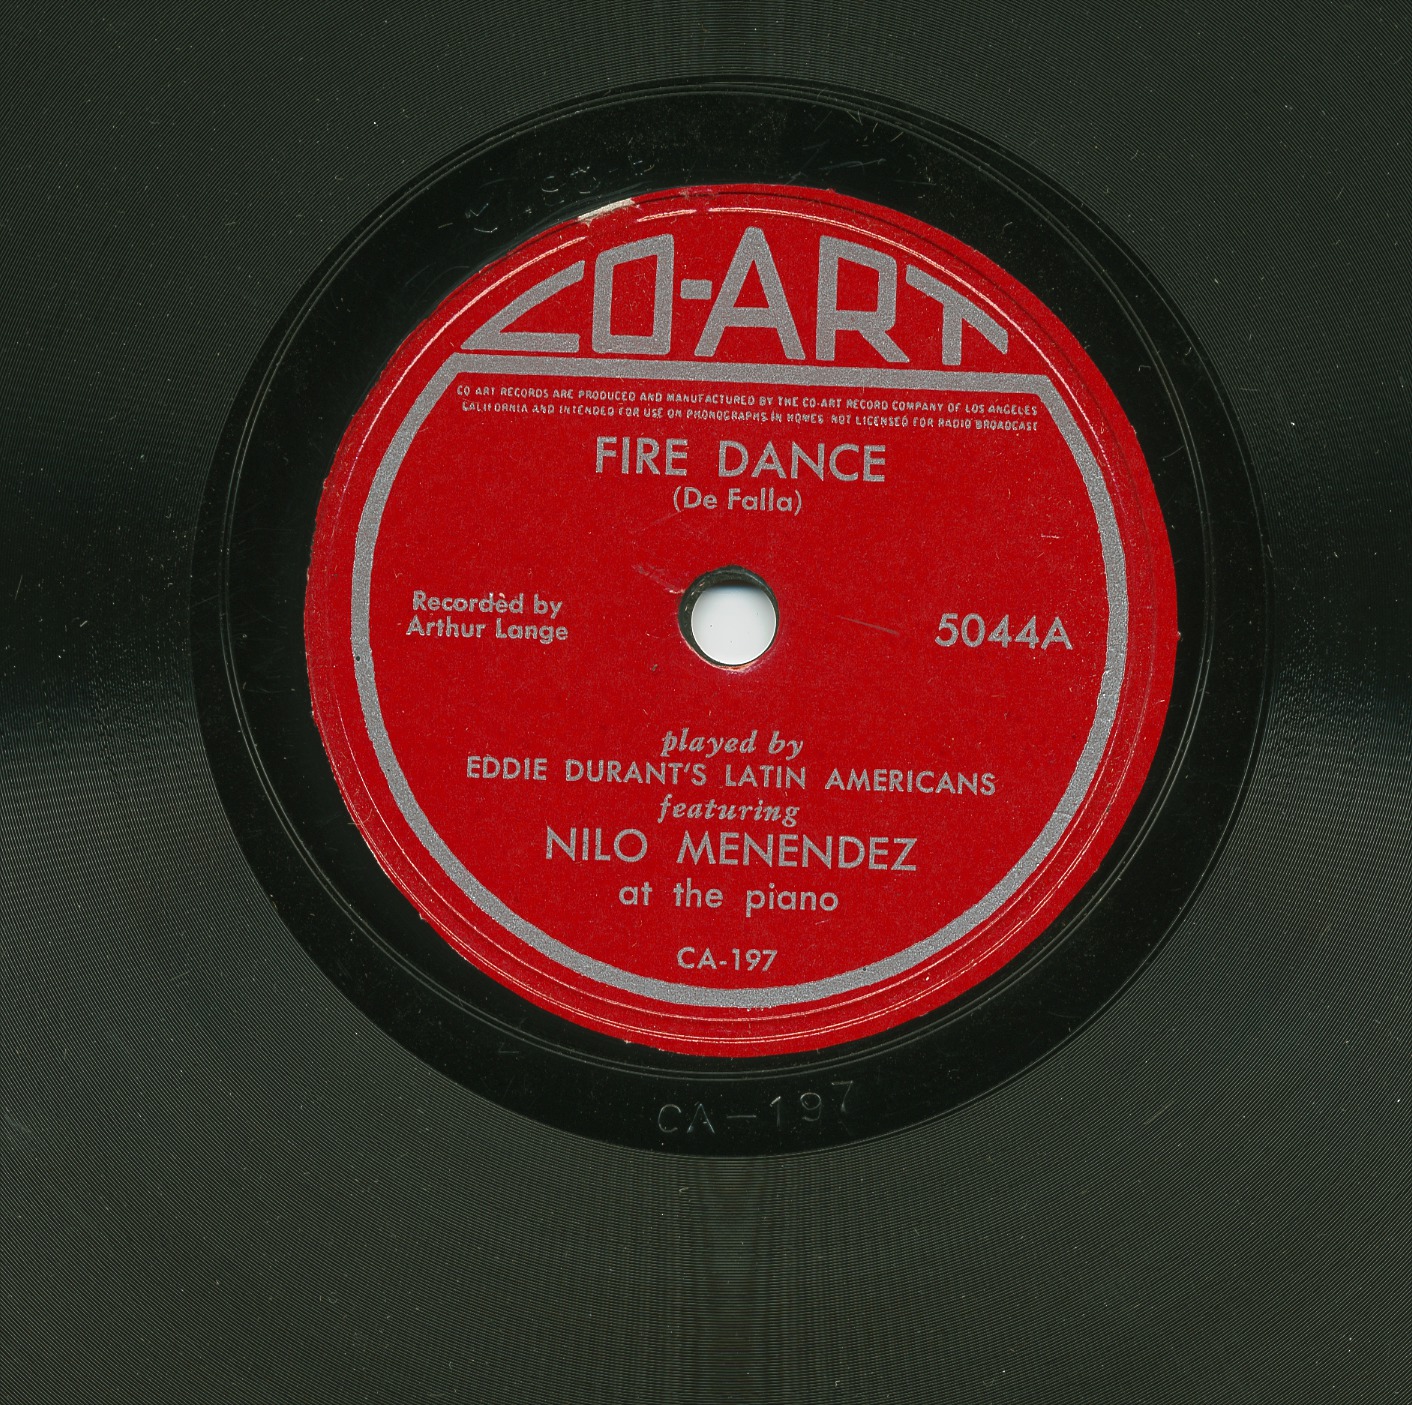 CO-ART
CO ART RECORDS ARE PRODUCED AND MANUFACTURED BY THE CO-ART RECORD COMPANY OF LOS ANGELES
CALIFORNIA AND INTENDED FOR USE ON PHONOGRAPHS IN HOMES NOT LICENSED FOR RADIO BROADCAST
FIRE DANCE
(De Falla)
Recorded by
Arthur Lange
5044A
played by
EDDIE DURANT'S LATIN AMERICANS
featuring
NILO MENENDEZ
at the piano
CA-197
CA-197